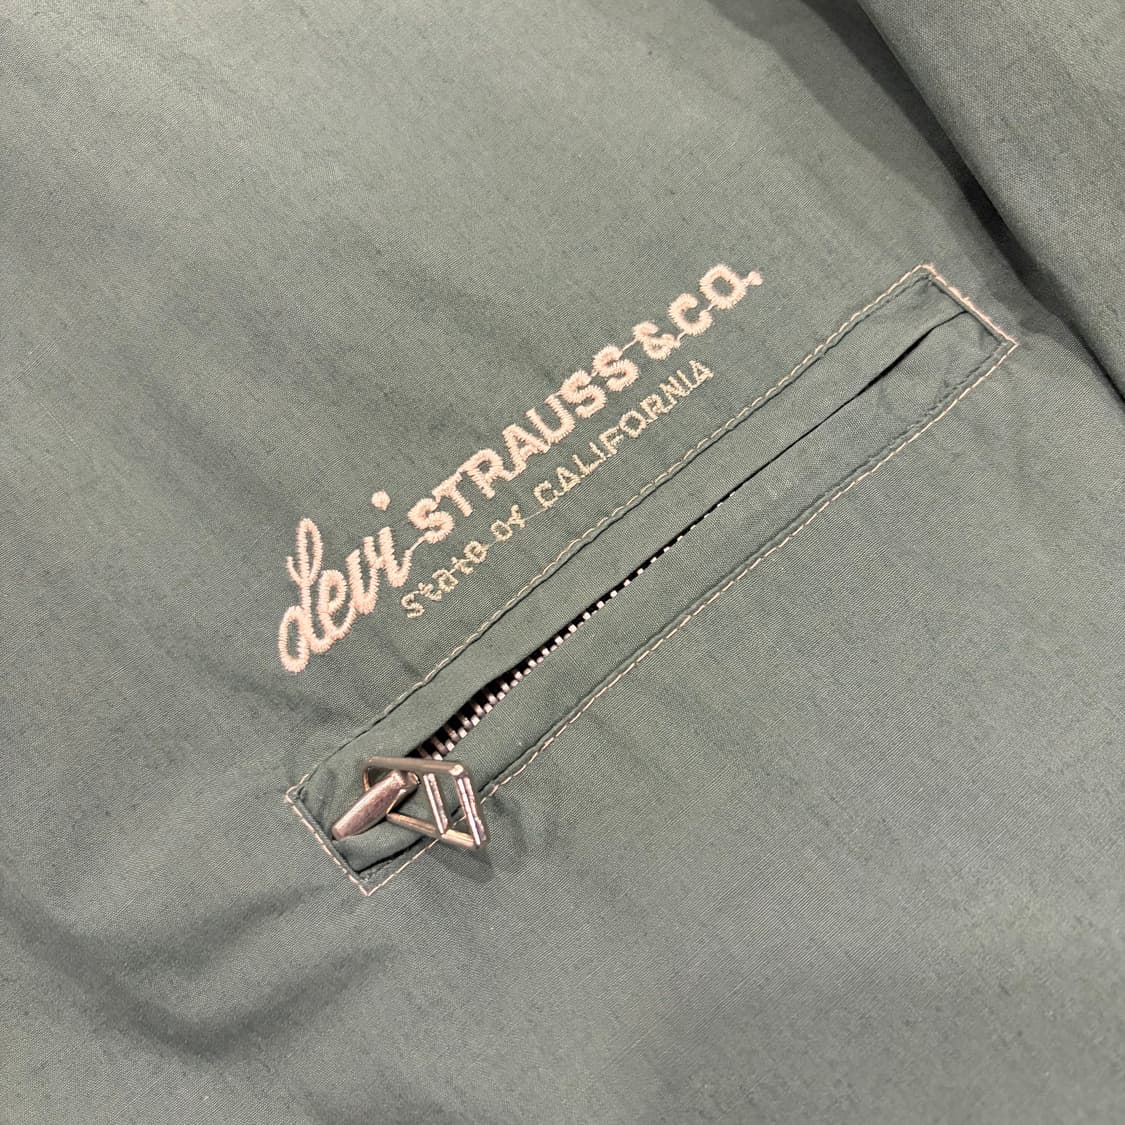 Levi STRAUSS & CO.
State OF CALIFORNIA